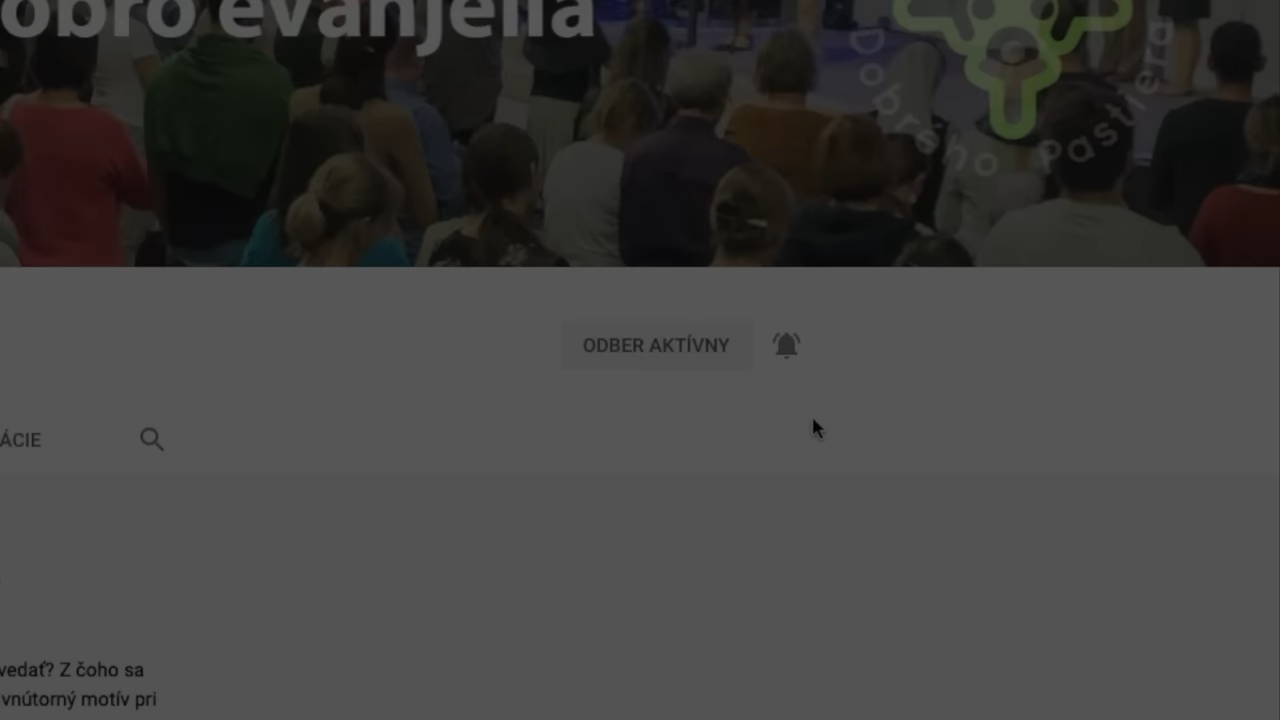 obro evanjelia
Dobrého Pastiera
ODBER AKTÍVNY
ÁCIE
vedať? Z čoho sa
vnútorný motív pri